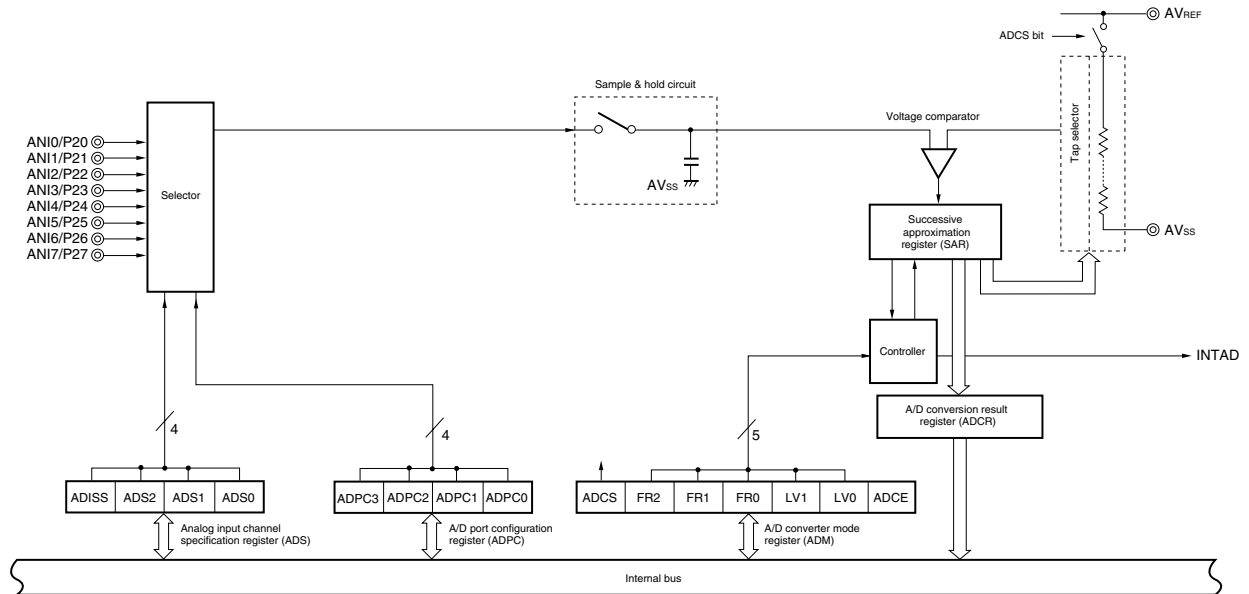 AVREF
ADCS bit
Sample & hold circuit
Voltage comparator
Tap selector
ANI0/P20
ANI1/P21
ANI2/P22
ANI3/P23
ANI4/P24
ANI5/P25
ANI6/P26
ANI7/P27
Selector
AVSS
Successive
approximation
register (SAR)
AVSS
Controller
INTAD
A/D conversion result
register (ADCR)
4
4
5
ADISS ADS2 ADS1 ADS0
ADPC3 ADPC2 ADPC1 ADPC0
ADCS FR2 FR1 FR0 LV1 LV0 ADCE
Analog input channel
specification register (ADS)
A/D port configuration
register (ADPC)
A/D converter mode
register (ADM)
Internal bus